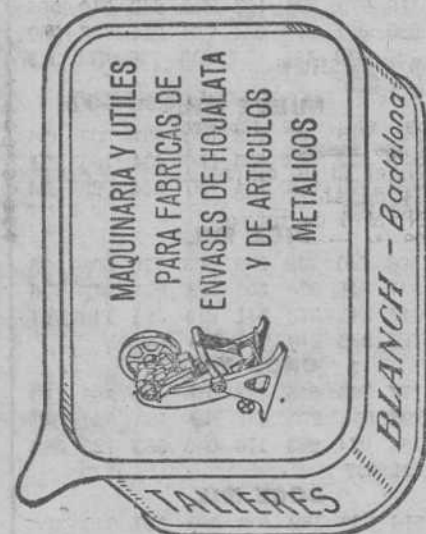 MAQUINARIA Y UTILES
PARA FABRICAS DE
ENVASES DE HOJALATA
Y DE ARTICULOS
METALICOS
TALLERES
BLANCH - Badalona